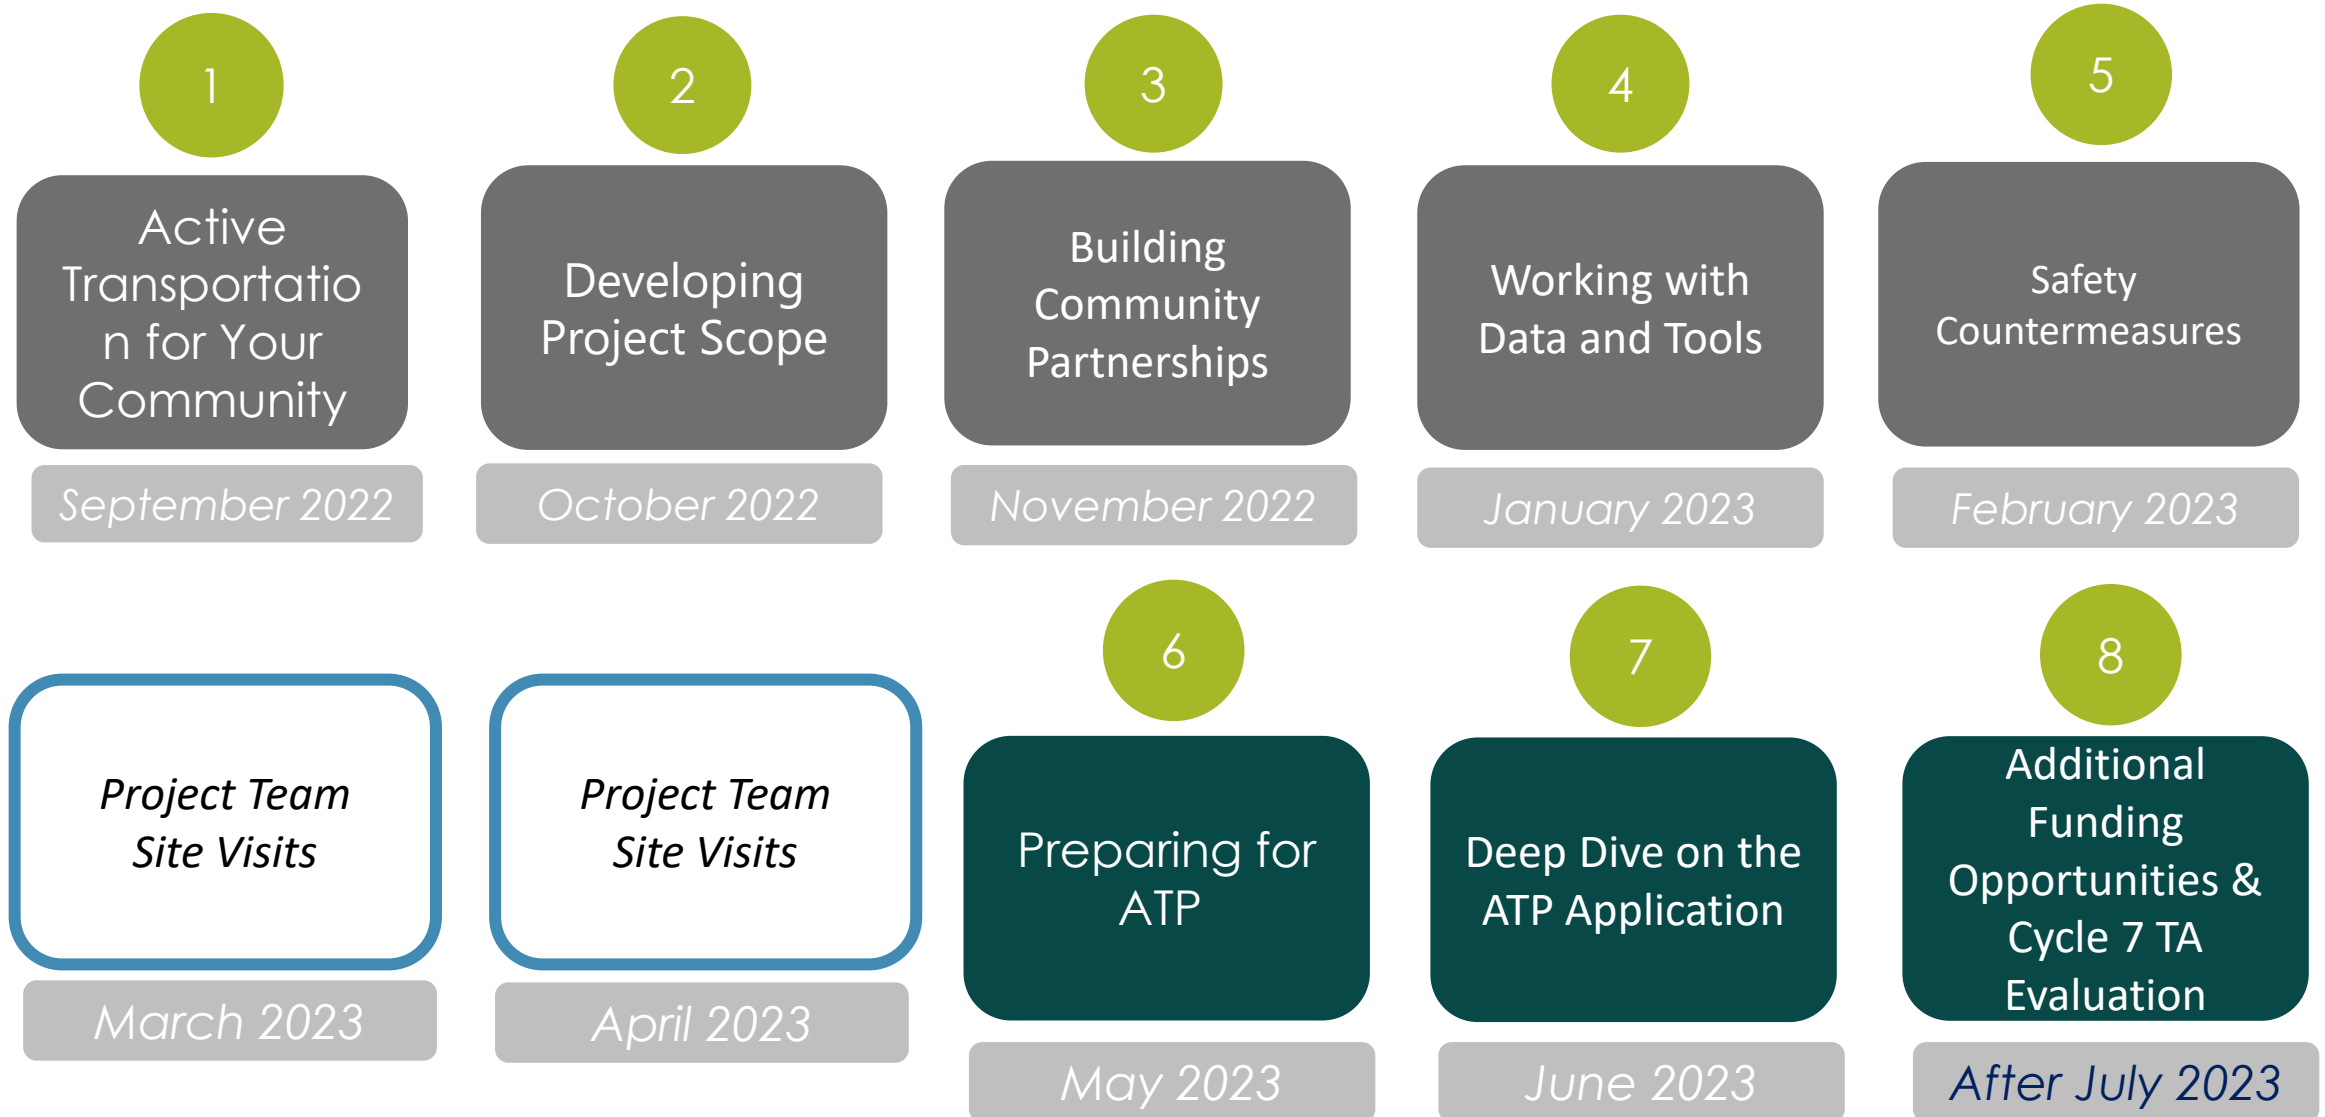 1
Active
Transportatio
n for Your
Community
September 2022
2
Developing
Project Scope
October 2022
3
Building
Community
Partnerships
November 2022
4
Working with
Data and Tools
January 2023
5
Safety
Countermeasures
February 2023
Project Team
Site Visits
March 2023
Project Team
Site Visits
April 2023
6
Preparing for
ATP
May 2023
7
Deep Dive on the
ATP Application
June 2023
8
Additional
Funding
Opportunities &
Cycle 7 TA
Evaluation
After July 2023